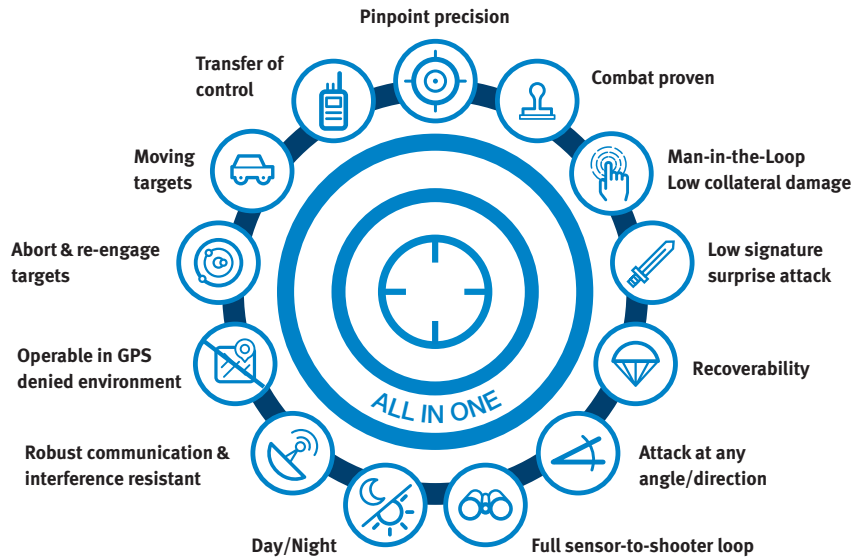 Pinpoint precision
Combat proven
Man-in-the-Loop
Low collateral damage
Low signature
surprise attack
Recoverability
Attack at any
angle/direction
Full sensor-to-shooter loop
Day/Night
Robust communication &
interference resistant
Operable in GPS
denied environment
Abort & re-engage
targets
Moving
targets
Transfer of
control
ALL IN ONE